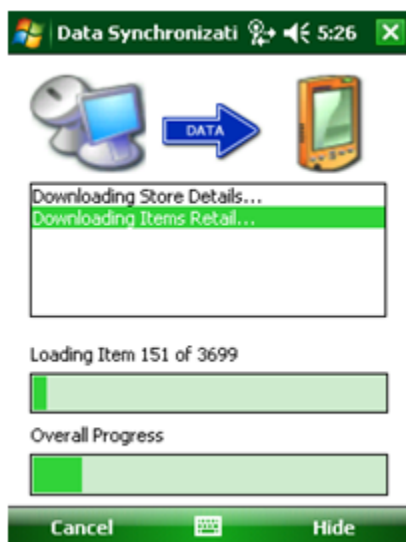 Data Synchronizati 5:26
DATA
Downloading Store Details...
Downloading Items Retail...
Loading Item 151 of 3699
Overall Progress
Cancel Hide